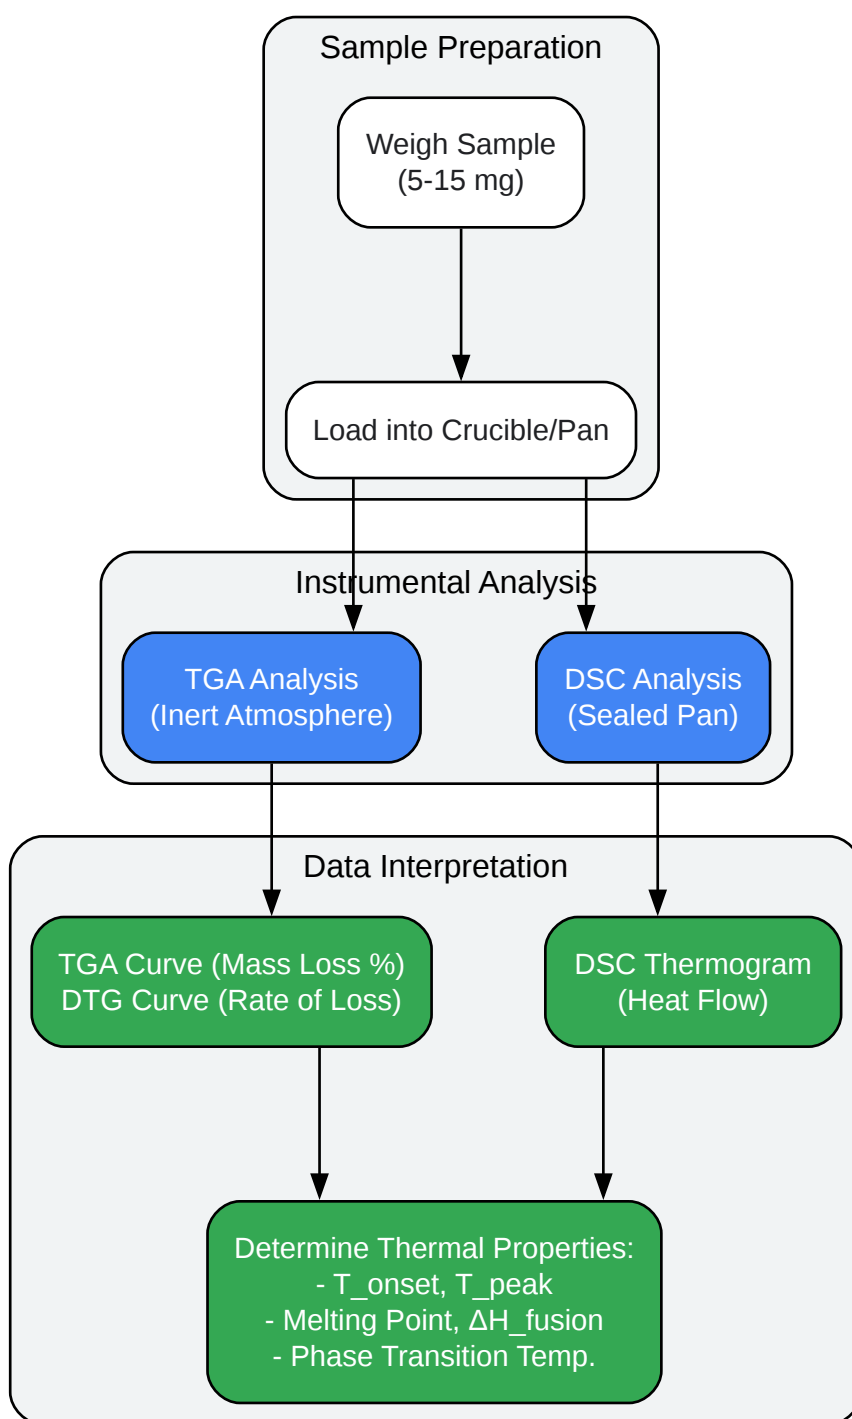 Sample Preparation
Weigh Sample
(5-15 mg)
Load into Crucible/Pan
Instrumental Analysis
TGA Analysis
(Inert Atmosphere)
DSC Analysis
(Sealed Pan)
Data Interpretation
TGA Curve (Mass Loss %)
DTG Curve (Rate of Loss)
DSC Thermogram
(Heat Flow)
Determine Thermal Properties:
- T_onset, T_peak
- Melting Point, ΔH_fusion
- Phase Transition Temp.